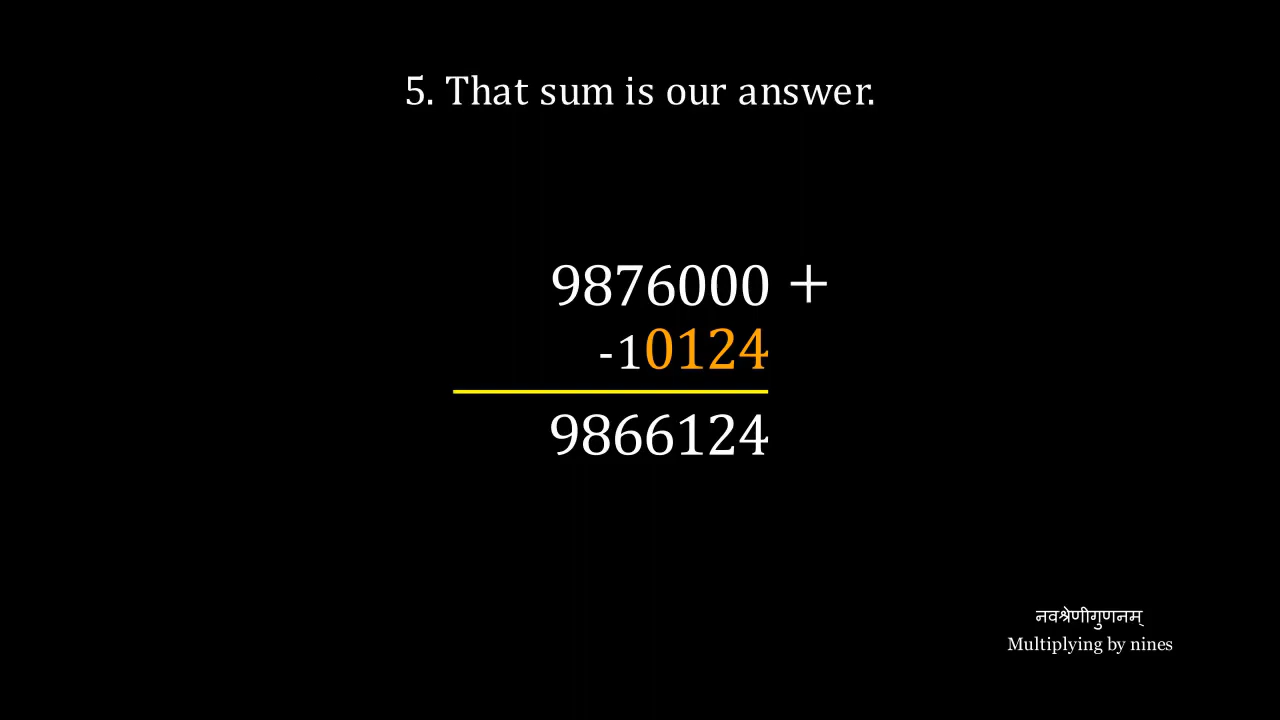 5. That sum is our answer.
9876000 +
-10124
9866124
नवश्रेणीगुणनम्
Multiplying by nines